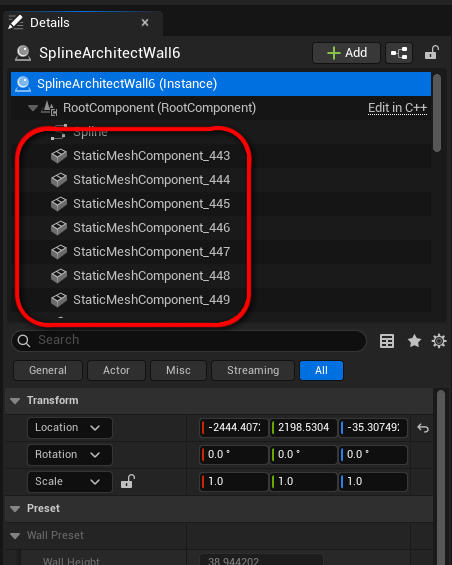 Details
SplineArchitectWall6
Add
SplineArchitectWall6 (Instance)
RootComponent (RootComponent)
Edit in C++
Spline
StaticMeshComponent_443
StaticMeshComponent_444
StaticMeshComponent_445
StaticMeshComponent_446
StaticMeshComponent_447
StaticMeshComponent_448
StaticMeshComponent_449
Search
General Actor Misc Streaming All
Transform
Location -2444.407 2198.5304 -35.30749
Rotation 0.0 ° 0.0 ° 0.0 °
Scale 1.0 1.0 1.0
Preset
Wall Preset
Wall Height 38.944202